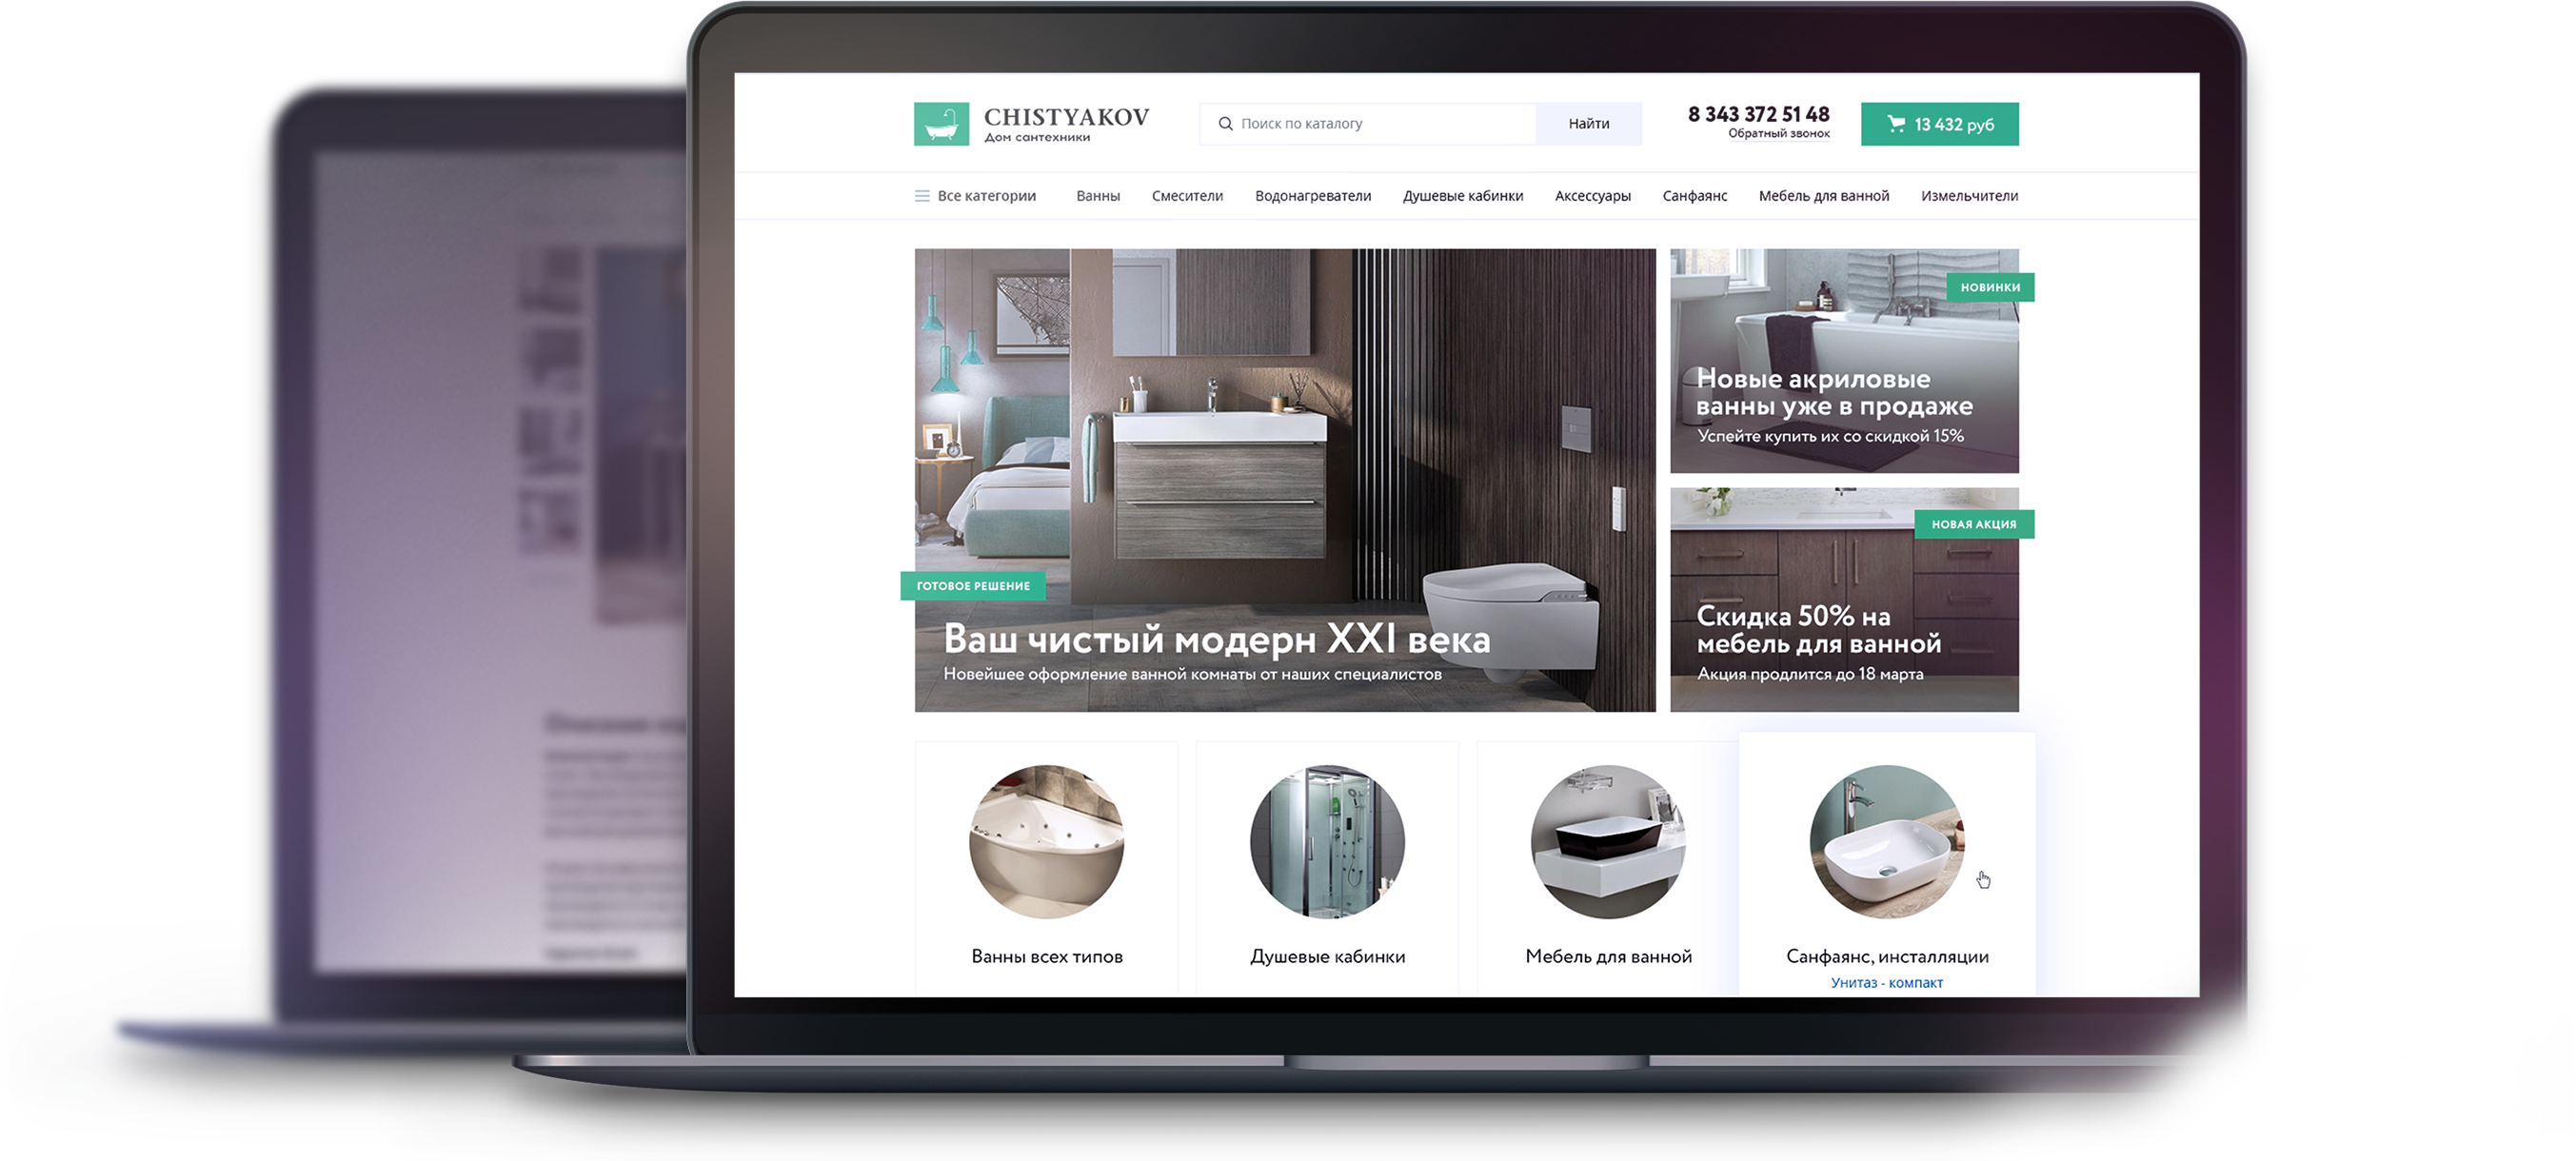 CHISTYAKOV
Дом сантехники
Поиск по каталогу
Найти
8 343 372 51 48
Обратный звонок
13 432 руб
Все категории
Ванны
Смесители
Водонагреватели
Душевые кабинки
Аксессуары
Санфаянс
Мебель для ванной
Измельчители
ГОТОВОЕ РЕШЕНИЕ
Ваш чистый модерн XXI века
Новейшее оформление ванной комнаты от наших специалистов
НОВИНКИ
Новые акриловые
ванны уже в продаже
Успейте купить их со скидкой 15%
НОВАЯ АКЦИЯ
Скидка 50% на
мебель для ванной
Акция продлится до 18 марта
Ванны всех типов
Душевые кабинки
Мебель для ванной
Санфаянс, инсталляции
Унитаз - компакт